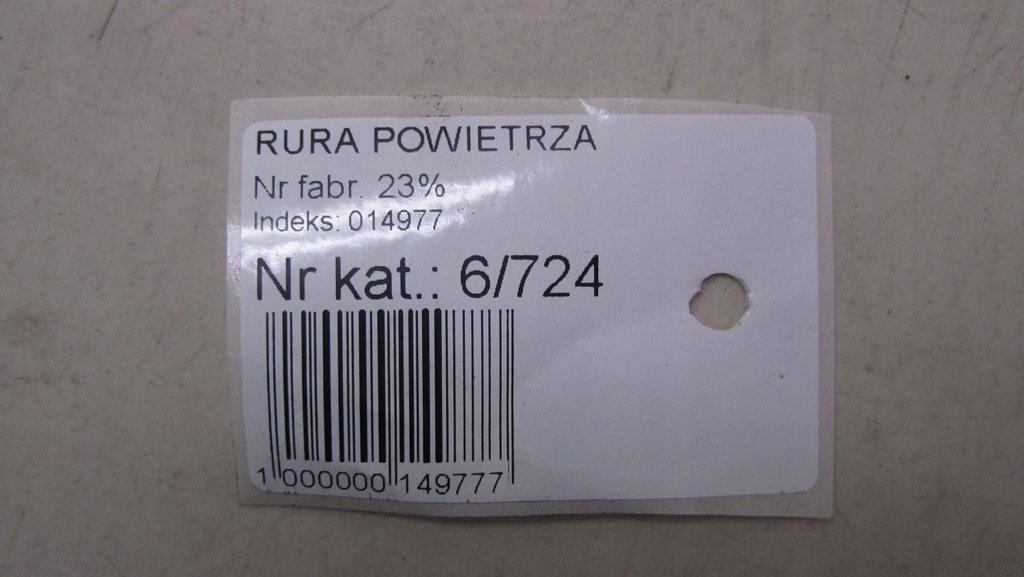 RURA POWIETRZA
Nr fabr. 23%
Indeks: 014977
Nr kat.: 6/724
1 000000 149777